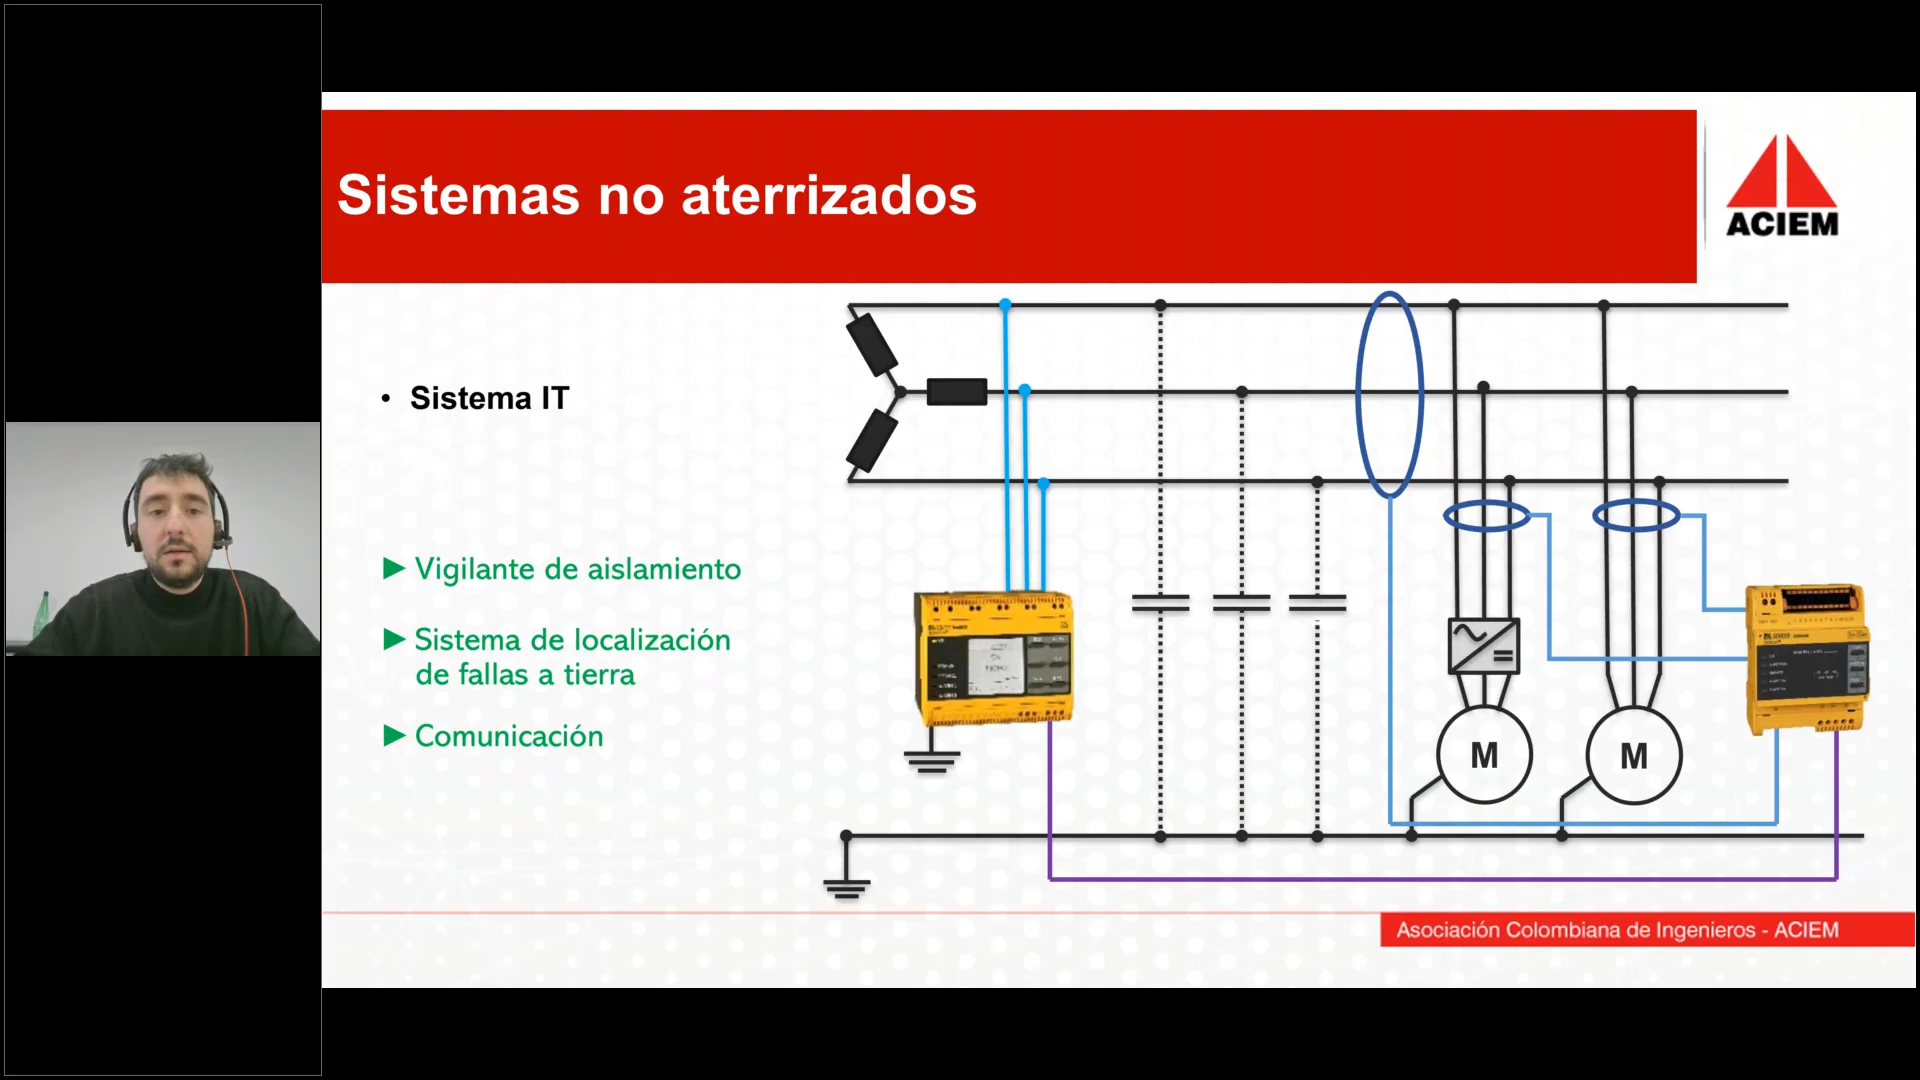 Sistemas no aterrizados
ACIEM
• Sistema IT
► Vigilante de aislamiento
► Sistema de localización
de fallas a tierra
► Comunicación
BENDER
M
M
Asociación Colombiana de Ingenieros - ACIEM